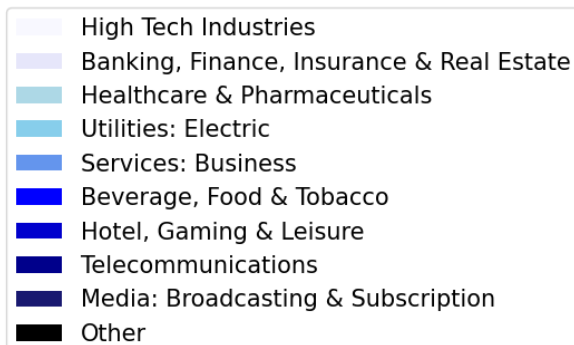 High Tech Industries
Banking, Finance, Insurance & Real Estate
Healthcare & Pharmaceuticals
Utilities: Electric
Services: Business
Beverage, Food & Tobacco
Hotel, Gaming & Leisure
Telecommunications
Media: Broadcasting & Subscription
Other